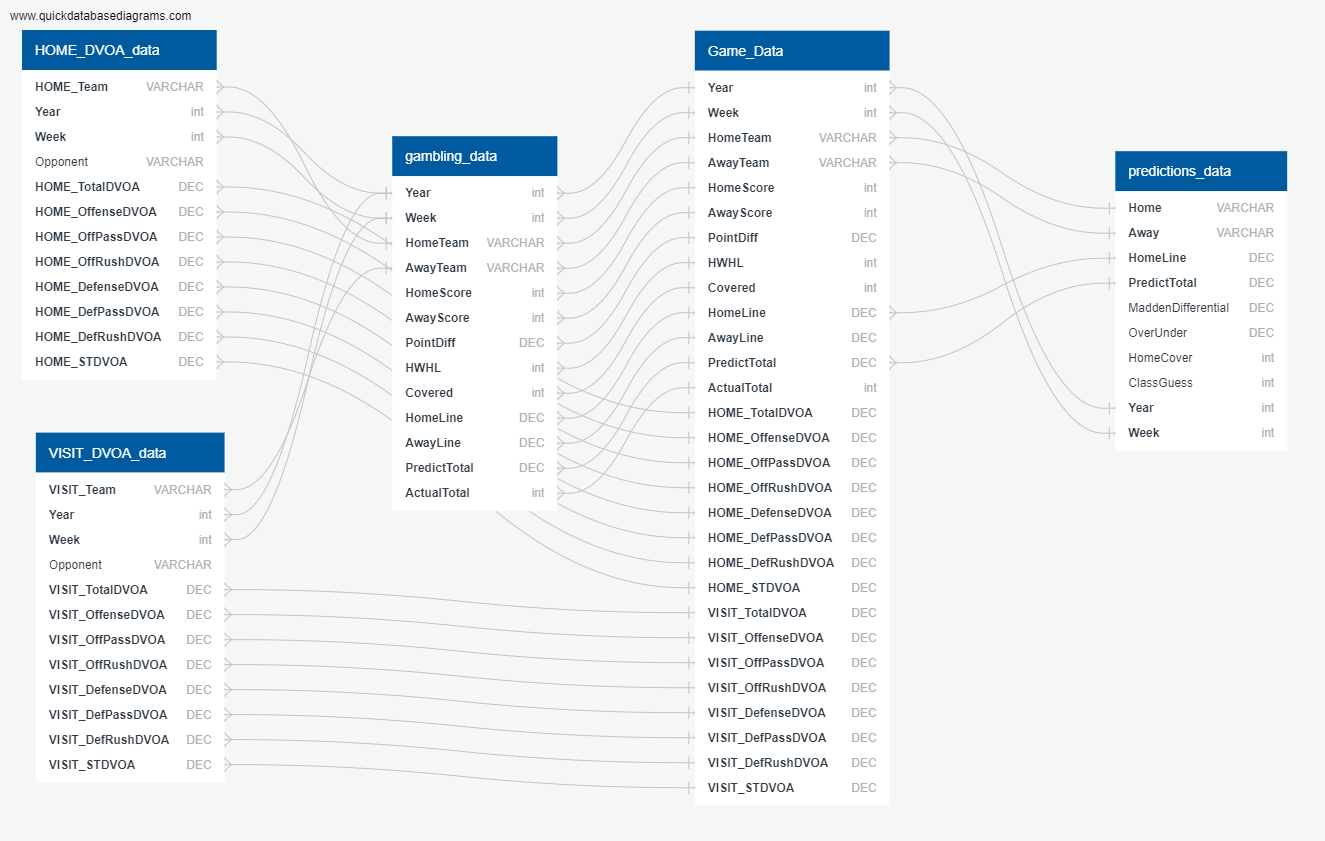 www.quickdatabasediagrams.com
HOME_DVOA_data
HOME_Team VARCHAR
Year int
Week int
Opponent VARCHAR
HOME_TotalDVOA DEC
HOME_OffenseDVOA DEC
HOME_OffPassDVOA DEC
HOME_OffRushDVOA DEC
HOME_DefenseDVOA DEC
HOME_DefPassDVOA DEC
HOME_DefRushDVOA DEC
HOME_STDVOA DEC
VISIT_DVOA_data
VISIT_Team VARCHAR
Year int
Week int
Opponent VARCHAR
VISIT_TotalDVOA DEC
VISIT_OffenseDVOA DEC
VISIT_OffPassDVOA DEC
VISIT_OffRushDVOA DEC
VISIT_DefenseDVOA DEC
VISIT_DefPassDVOA DEC
VISIT_DefRushDVOA DEC
VISIT_STDVOA DEC
gambling_data
Year int
Week int
HomeTeam VARCHAR
AwayTeam VARCHAR
HomeScore int
AwayScore int
PointDiff DEC
HWHL int
Covered int
HomeLine DEC
AwayLine DEC
PredictTotal DEC
ActualTotal int
Game_Data
Year int
Week int
HomeTeam VARCHAR
AwayTeam VARCHAR
HomeScore int
AwayScore int
PointDiff DEC
HWHL int
Covered int
HomeLine DEC
AwayLine DEC
PredictTotal DEC
ActualTotal int
HOME_TotalDVOA DEC
HOME_OffenseDVOA DEC
HOME_OffPassDVOA DEC
HOME_OffRushDVOA DEC
HOME_DefenseDVOA DEC
HOME_DefPassDVOA DEC
HOME_DefRushDVOA DEC
HOME_STDVOA DEC
VISIT_TotalDVOA DEC
VISIT_OffenseDVOA DEC
VISIT_OffPassDVOA DEC
VISIT_OffRushDVOA DEC
VISIT_DefenseDVOA DEC
VISIT_DefPassDVOA DEC
VISIT_DefRushDVOA DEC
VISIT_STDVOA DEC
predictions_data
Home VARCHAR
Away VARCHAR
HomeLine DEC
PredictTotal DEC
MaddenDifferential DEC
OverUnder DEC
HomeCover int
ClassGuess int
Year int
Week int